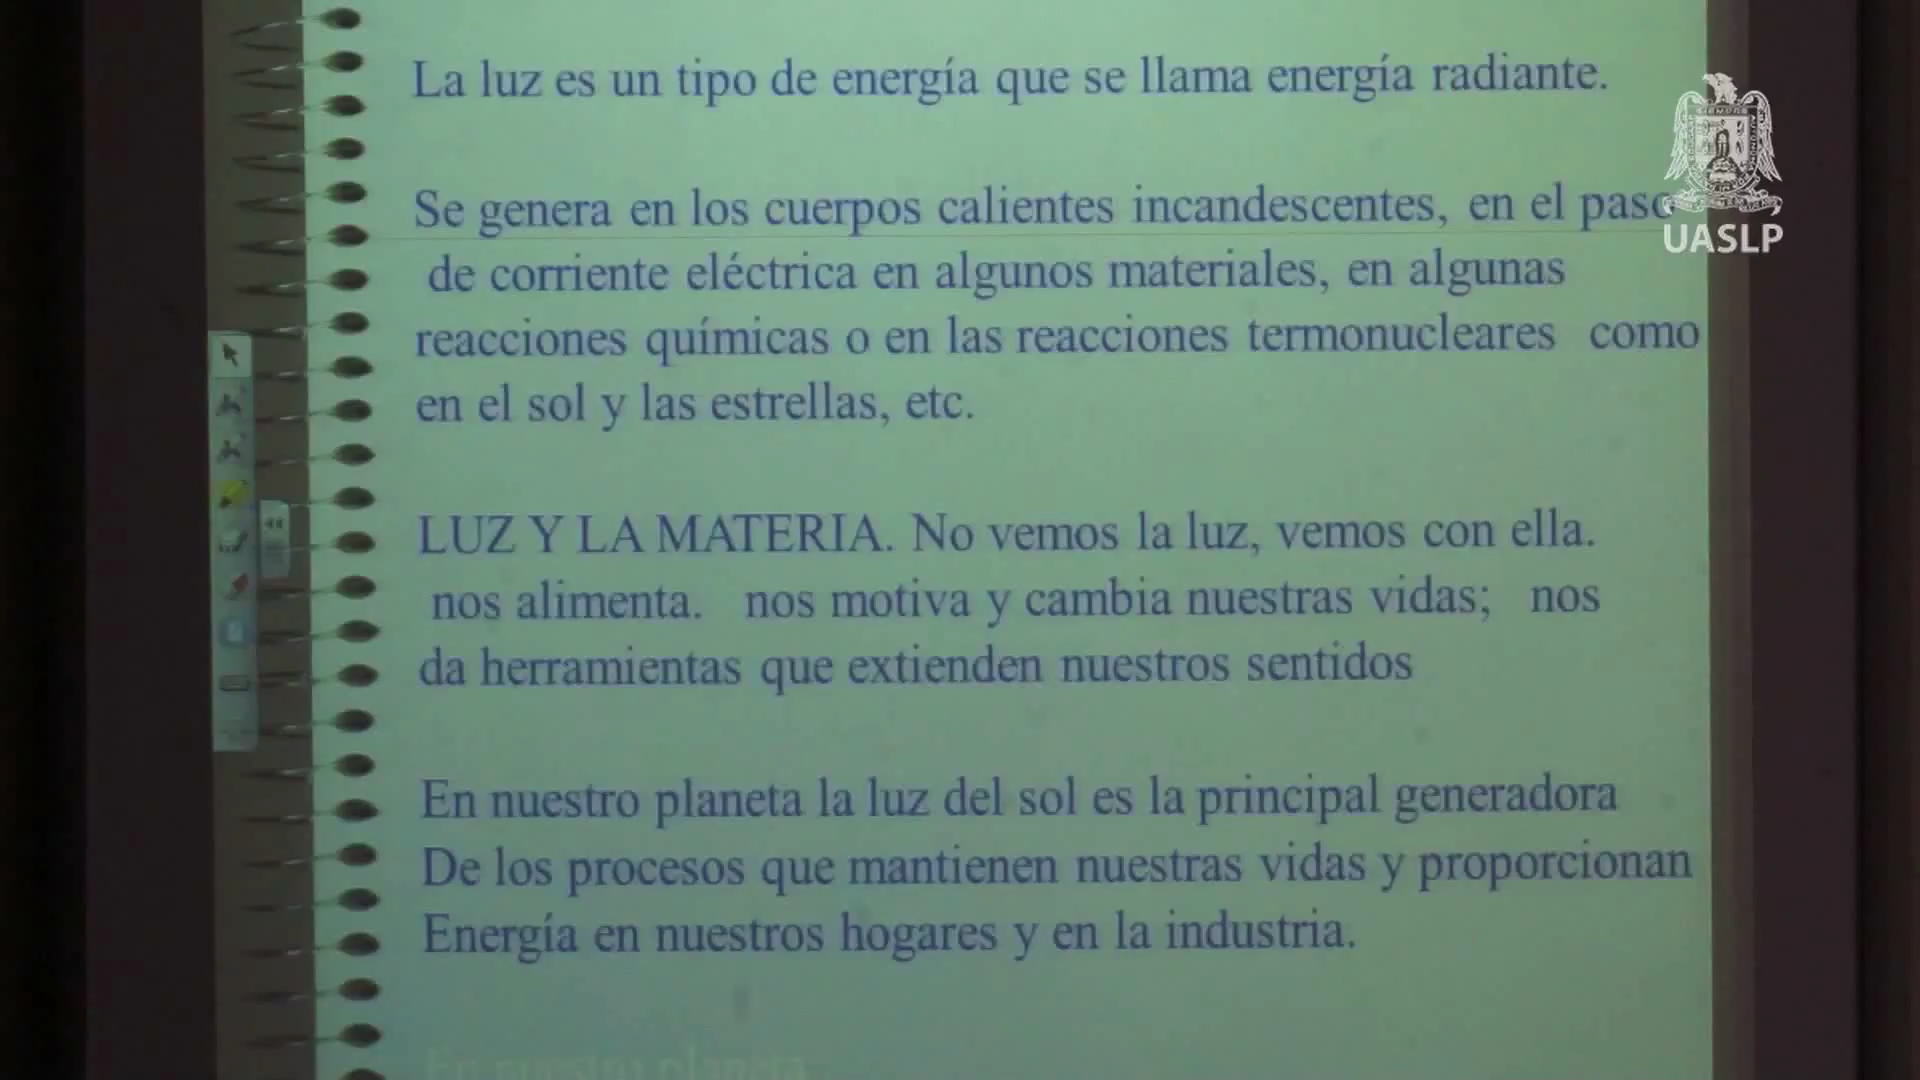 La luz es un tipo de energía que se llama energía radiante.
Se genera en los cuerpos calientes incandescentes, en el paso
de corriente eléctrica en algunos materiales, en algunas
reacciones químicas o en las reacciones termonucleares como
en el sol y las estrellas, etc.
LUZ Y LA MATERIA. No vemos la luz, vemos con ella.
nos alimenta. nos motiva y cambia nuestras vidas; nos
da herramientas que extienden nuestros sentidos
En nuestro planeta la luz del sol es la principal generadora
De los procesos que mantienen nuestras vidas y proporcionan
Energía en nuestros hogares y en la industria.
En nuestro planeta
UASLP